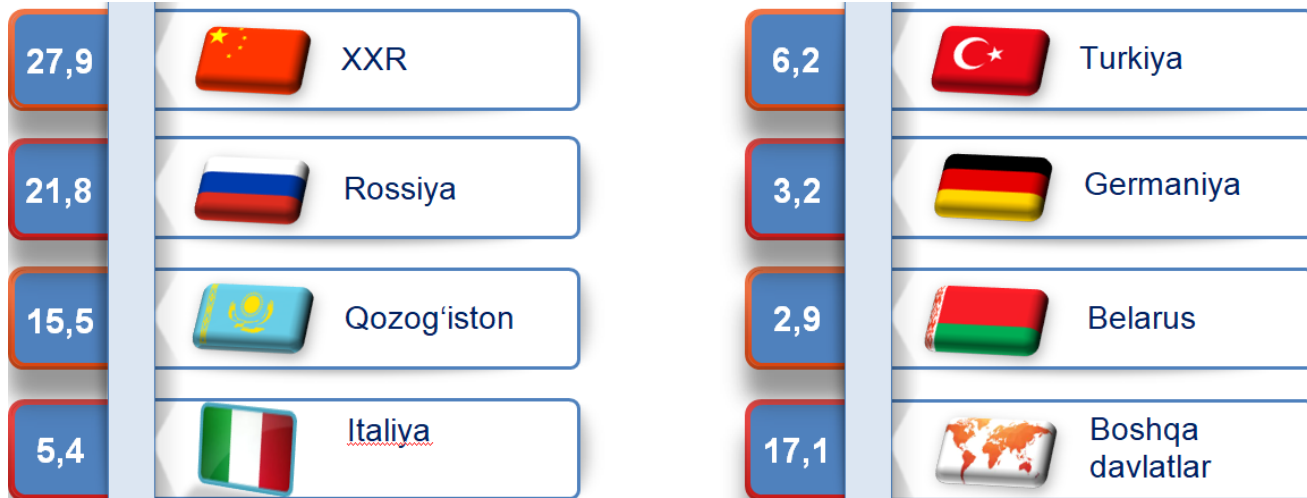 27,9
XXR
21,8
Rossiya
15,5
Qozog‘iston
5,4
Italiya
6,2
Turkiya
3,2
Germaniya
2,9
Belarus
17,1
Boshqa
davlatlar